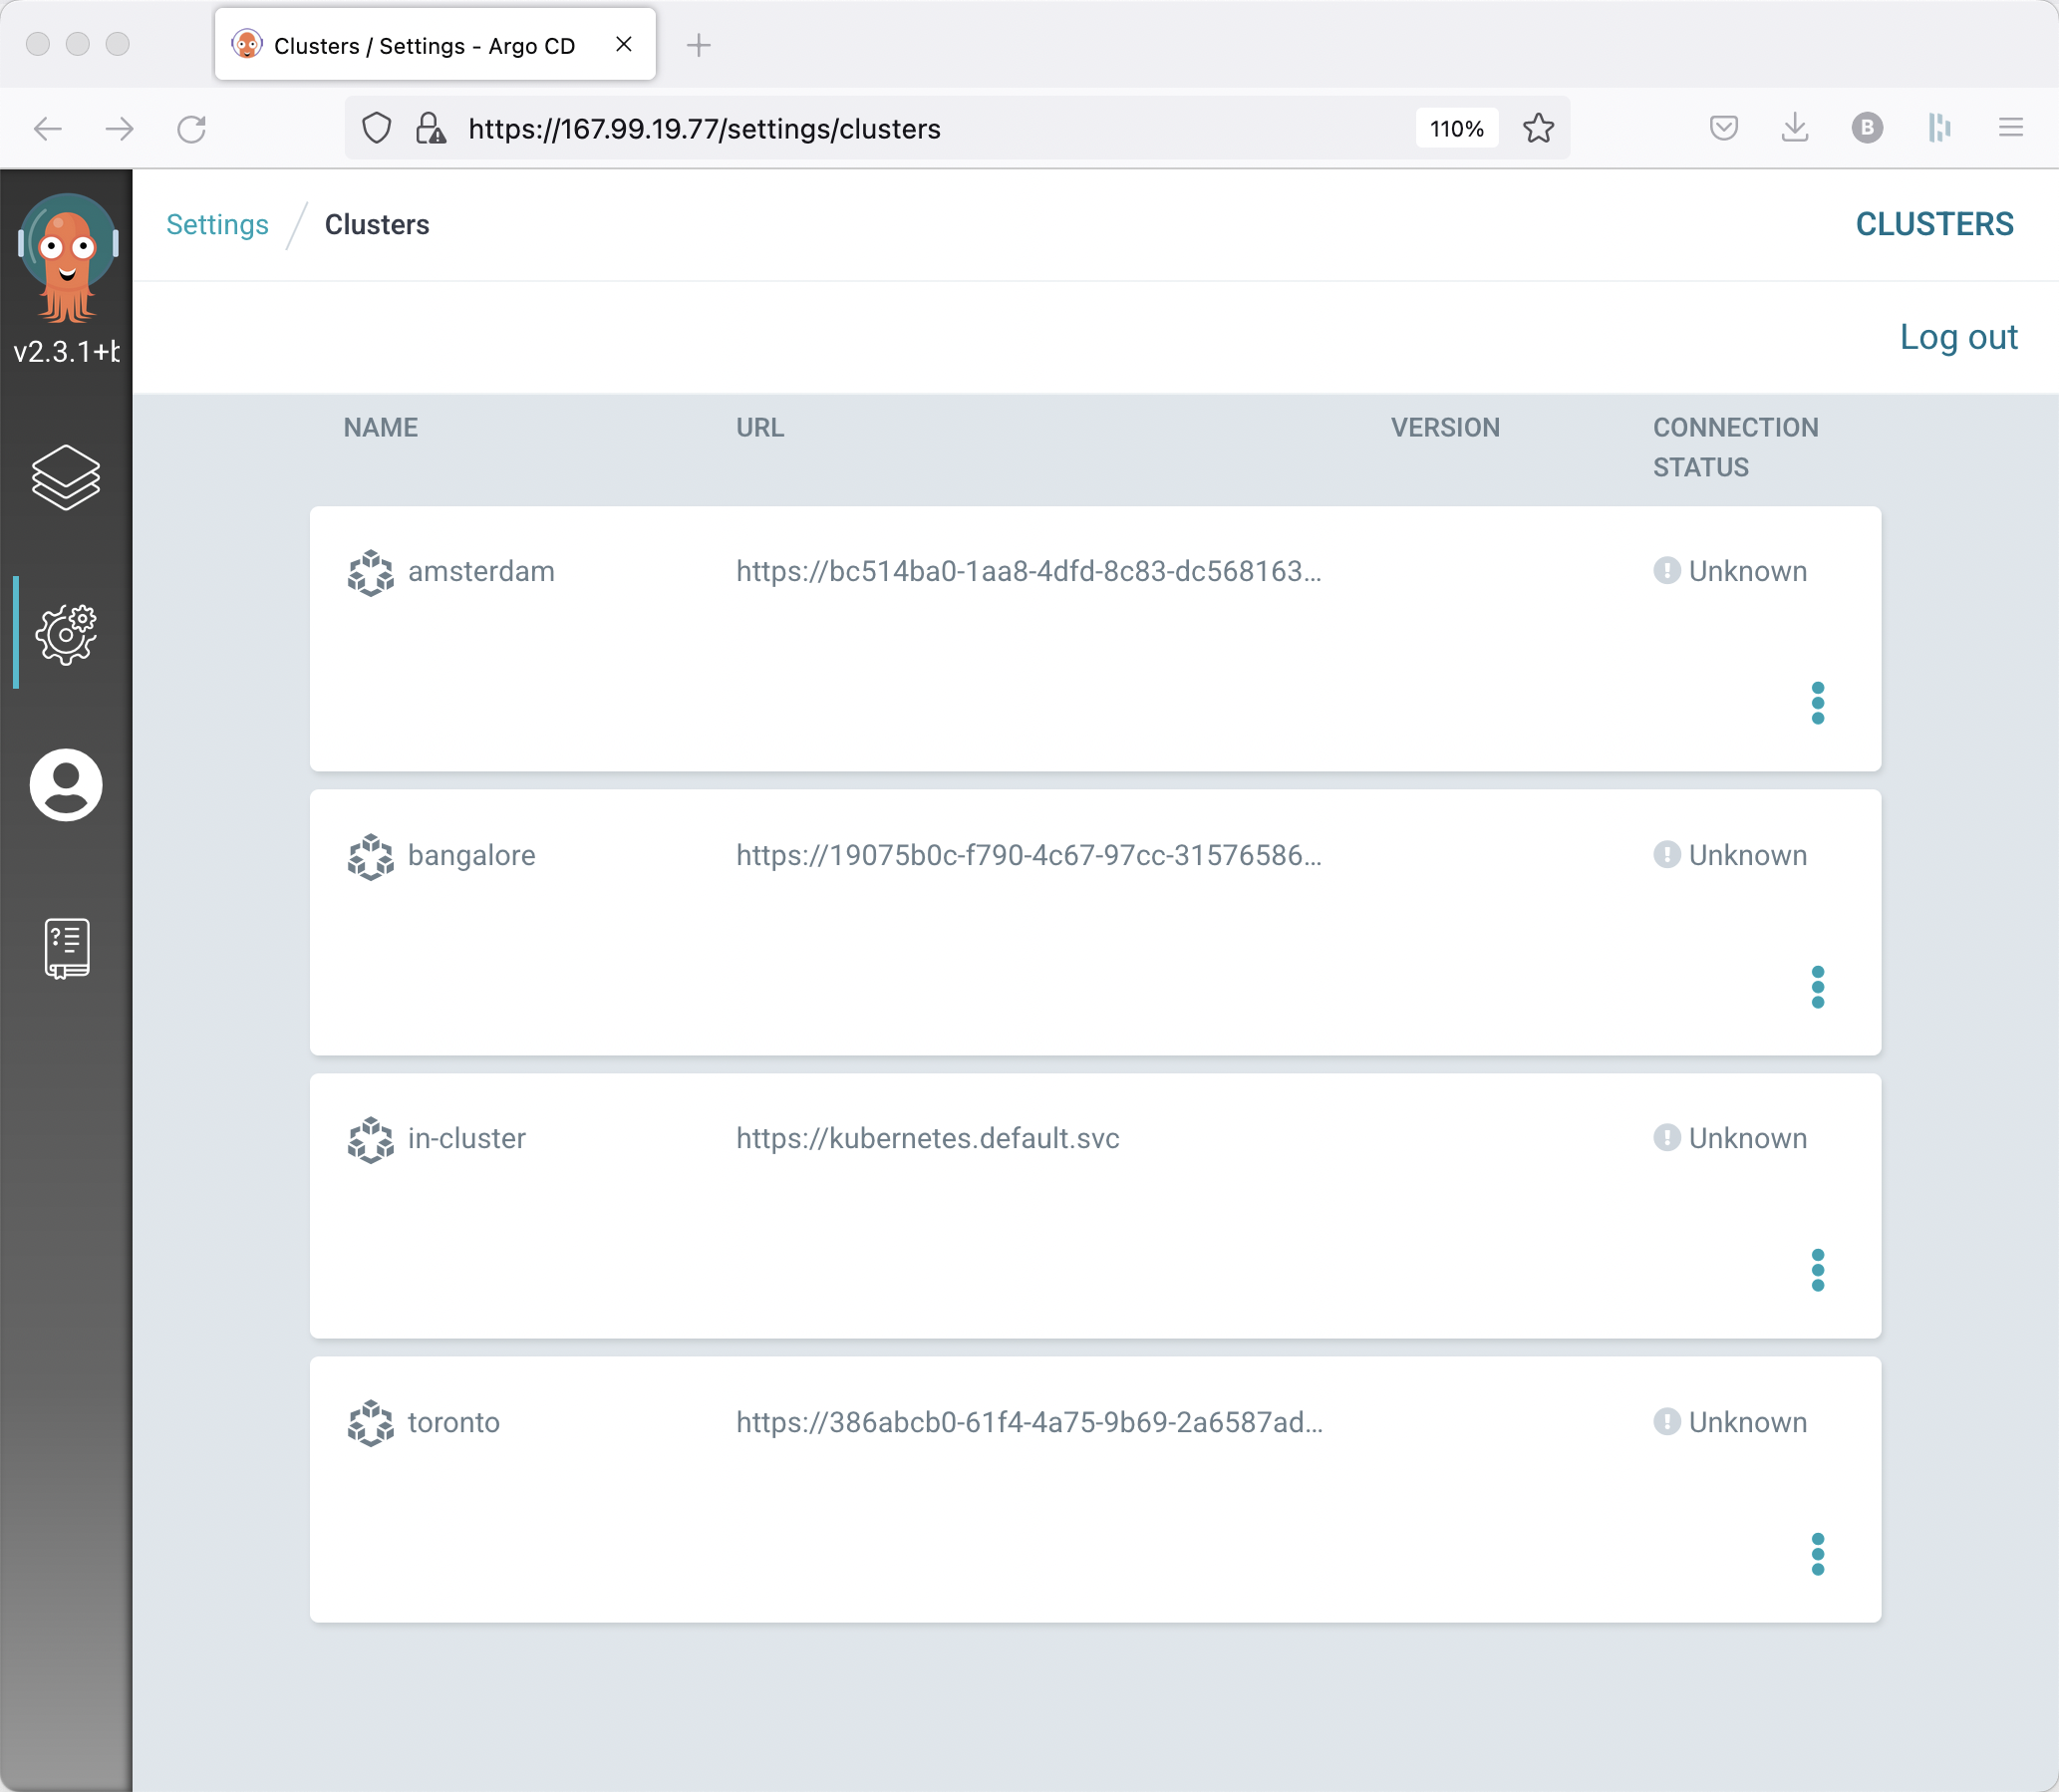 Clusters / Settings - Argo CD
https://167.99.19.77/settings/clusters
110%
B
Settings / Clusters
CLUSTERS
v2.3.1+b
Log out
NAME URL VERSION CONNECTION STATUS
amsterdam https://bc514ba0-1aa8-4dfd-8c83-dc568163... Unknown
bangalore https://19075b0c-f790-4c67-97cc-31576586... Unknown
in-cluster https://kubernetes.default.svc Unknown
toronto https://386abcb0-61f4-4a75-9b69-2a6587ad... Unknown